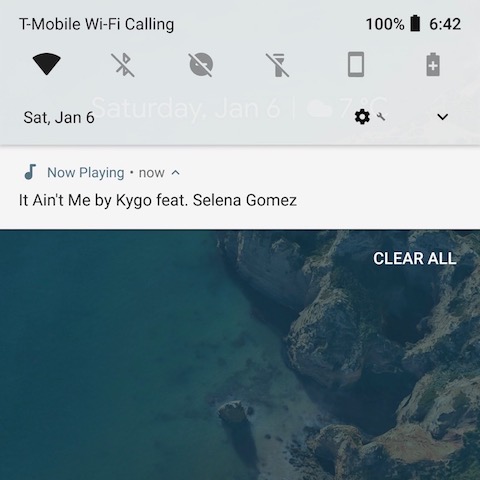 T-Mobile Wi-Fi Calling 100% 6:42
Saturday, Jan 6 | 7°C
Sat, Jan 6
Now Playing • now
It Ain't Me by Kygo feat. Selena Gomez
CLEAR ALL